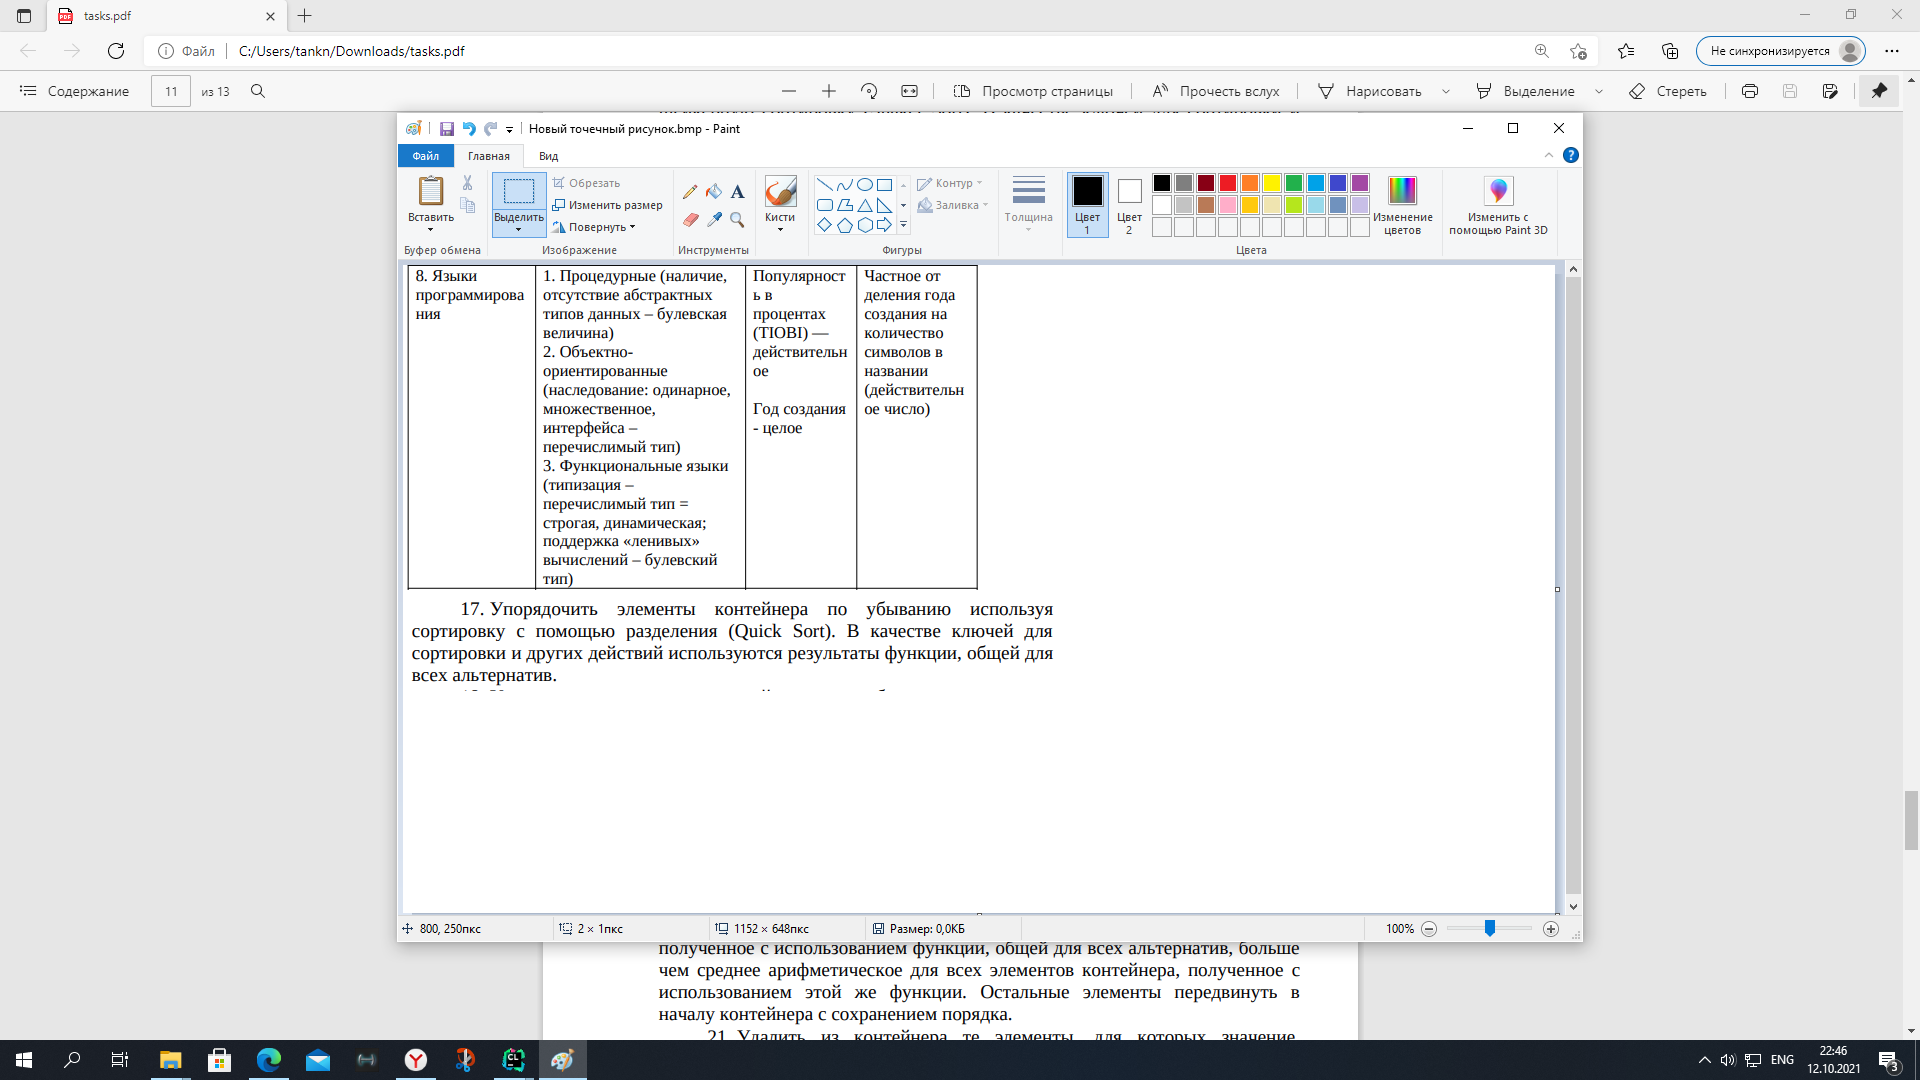 tasks.pdf
Файл
C:/Users/tankn/Downloads/tasks.pdf
Не синхронизируется
Содержание
11
из 13
Просмотр страницы
Прочесть вслух
Нарисовать
Выделение
Стереть
Новый точечный рисунок.bmp - Paint
Файл
Главная
Вид
Вставить
Буфер обмена
Выделить
Обрезать
Изменить размер
Повернуть
Изображение
Инструменты
Кисти
Контур
Заливка
Фигуры
Толщина
Цвет 1
Цвет 2
Изменение цветов
Цвета
Изменить с помощью Paint 3D
8. Языки
программирова
ния
1. Процедурные (наличие,
отсутствие абстрактных
типов данных – булевская
величина)
2. Объектно-
ориентированные
(наследование: одинарное,
множественное,
интерфейса –
перечислимый тип)
3. Функциональные языки
(типизация –
перечислимый тип =
строгая, динамическая;
поддержка «ленивых»
вычислений – булевский
тип)
Популярност
ь в
процентах
(TIOBI) —
действительн
ое
Год создания
- целое
Частное от
деления года
создания на
количество
символов в
названии
(действительн
ое число)
17. Упорядочить элементы контейнера по убыванию используя
сортировку с помощью разделения (Quick Sort). В качестве ключей для
сортировки и других действий используются результаты функции, общей для
всех альтернатив.
800, 250пкс
2 × 1пкс
1152 × 648пкс
Размер: 0,0КБ
100%
полученное с использованием функции, общей для всех альтернатив, больше
чем среднее арифметическое для всех элементов контейнера, полученное с
использованием этой же функции. Остальные элементы передвинуть к
началу контейнера с сохранением порядка.
21. Удалить из контейнера те элементы, для которых значение,
ENG
22:46
12.10.2021
3